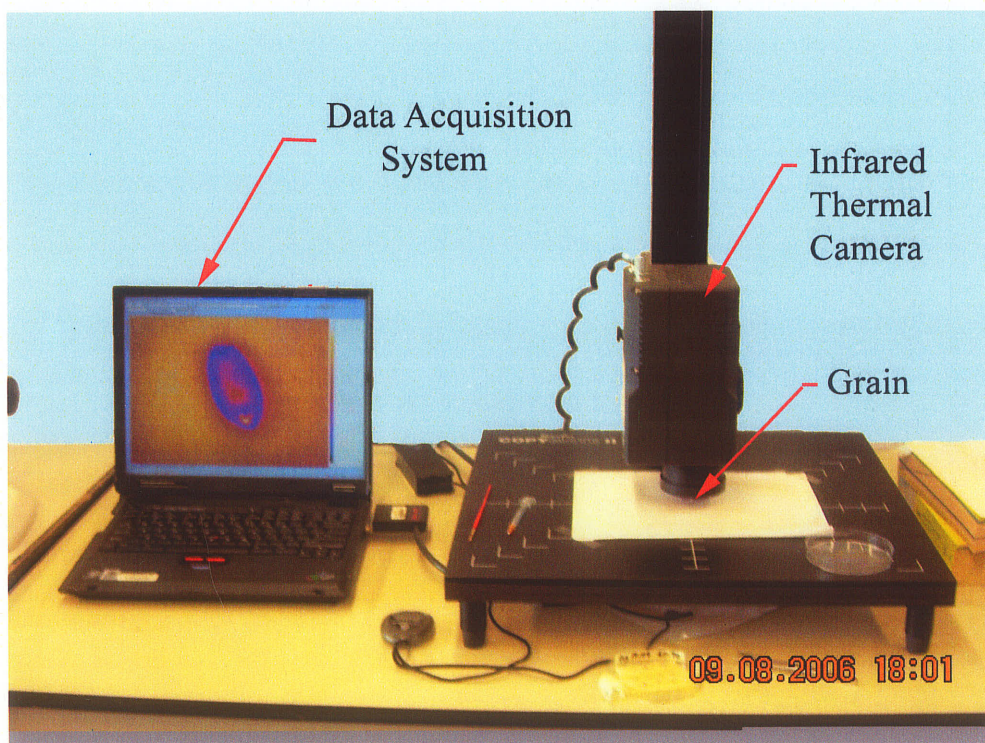 Data Acquisition
System
Infrared
Thermal
Camera
Grain
09.08.2006 18:01